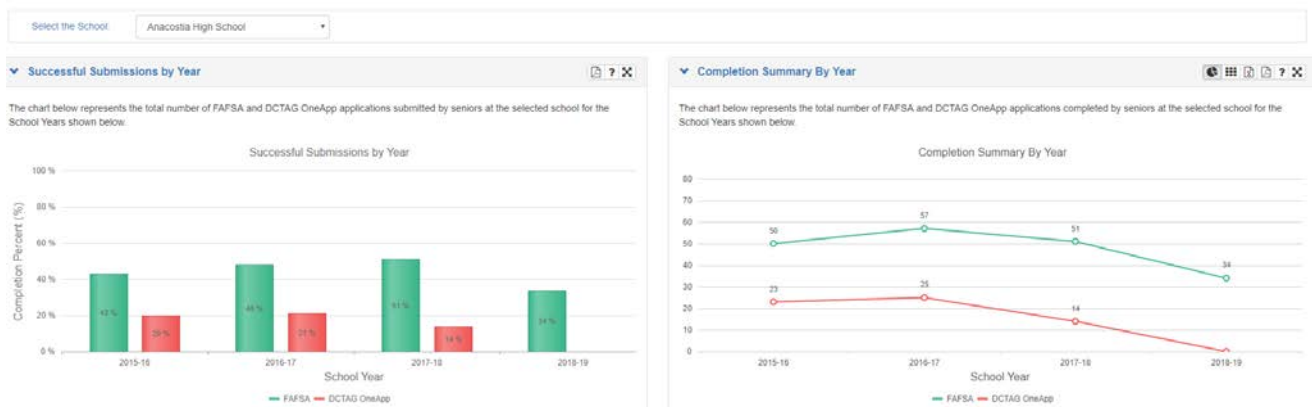 Select the School:
Anacostia High School
Successful Submissions by Year
?
The chart below represents the total number of FAFSA and DCTAG OneApp applications submitted by seniors at the selected school for the
School Years shown below.
Successful Submissions by Year
100 %
80 %
60 %
40 %
20 %
0 %
Completion Percent (%)
43 %
20 %
48 %
21 %
51 %
14 %
34 %
2015-16
2016-17
2017-18
2018-19
School Year
FAFSA
DCTAG OneApp
Completion Summary By Year
?
The chart below represents the total number of FAFSA and DCTAG OneApp applications completed by seniors at the selected school for the
School Years shown below.
Completion Summary By Year
80
70
60
50
40
30
20
10
0
50
57
51
34
23
25
14
2015-16
2016-17
2017-18
2018-19
School Year
FAFSA
DCTAG OneApp